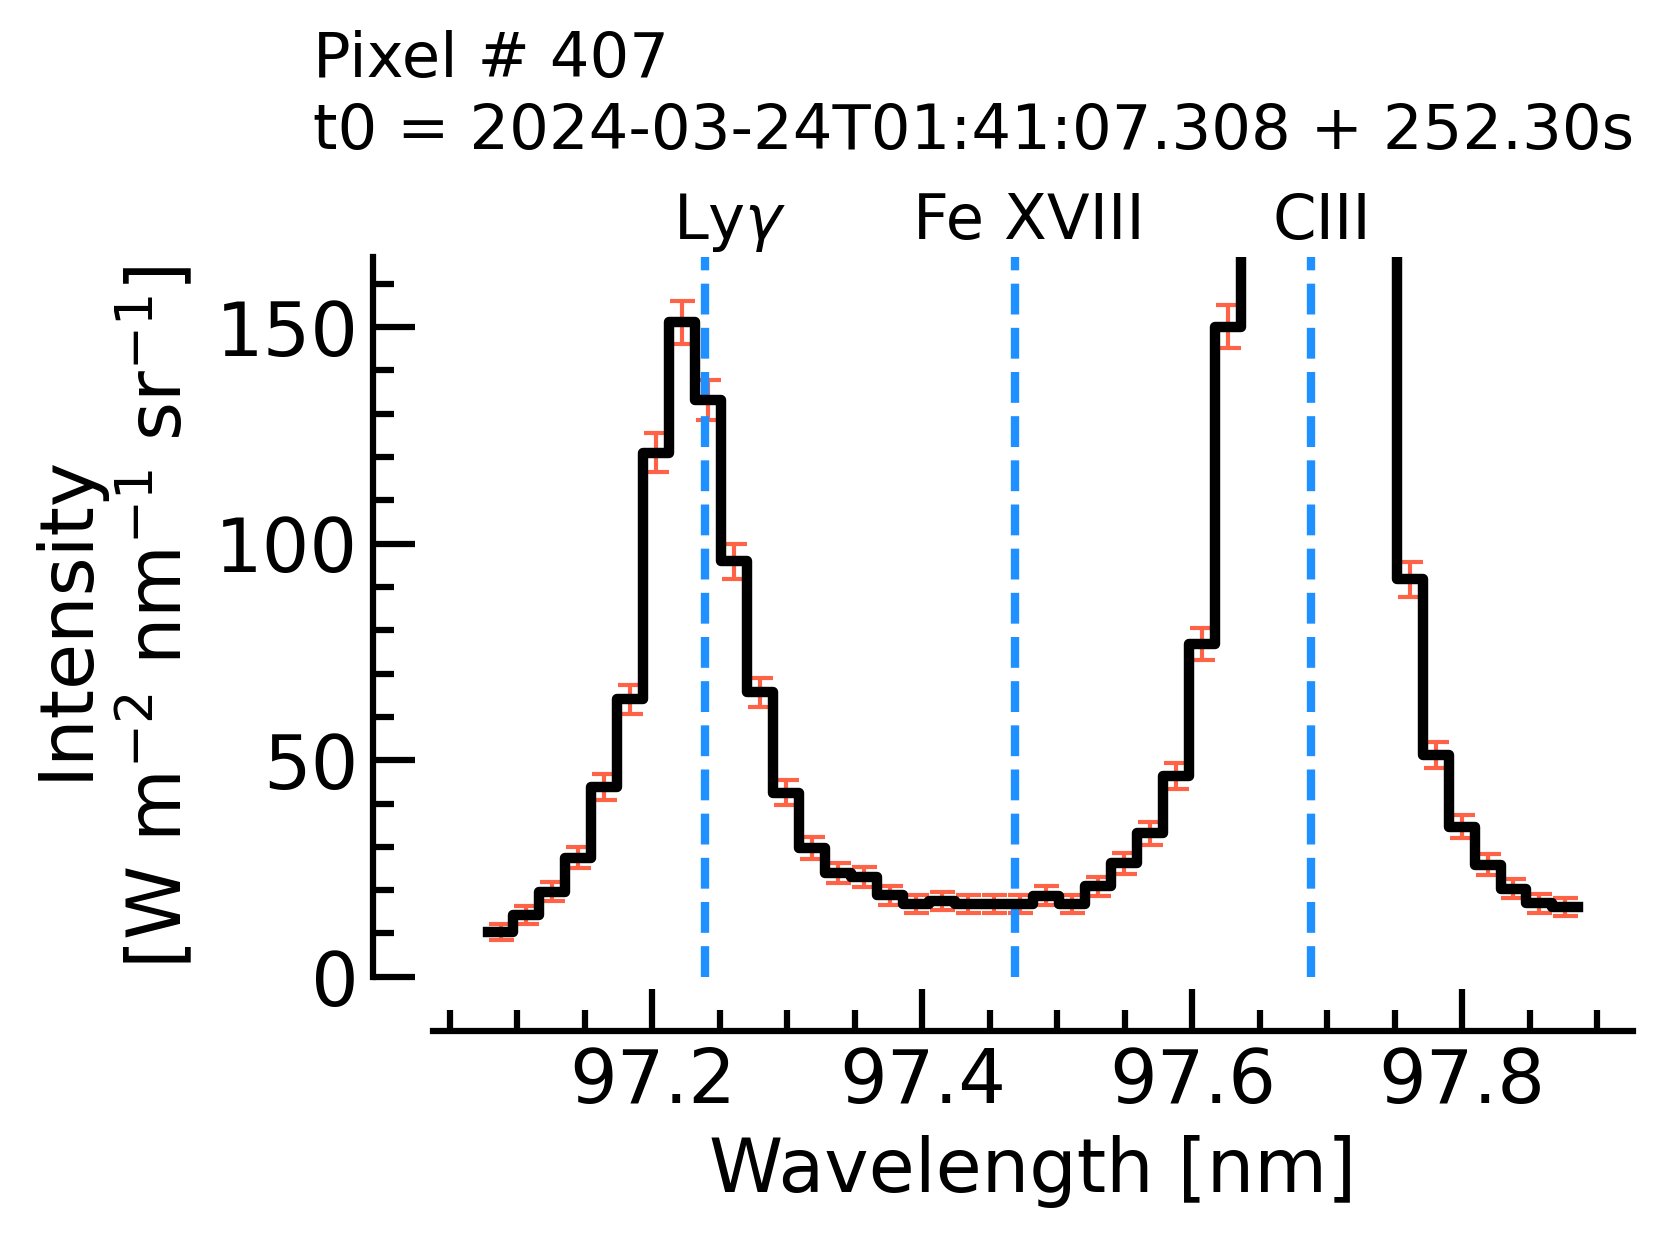 Pixel # 407
t0 = 2024-03-24T01:41:07.308 + 252.30s
Lyγ Fe XVIII CIII
Intensity
[W m⁻² nm⁻¹ sr⁻¹]
150
100
50
0
97.2 97.4 97.6 97.8
Wavelength [nm]